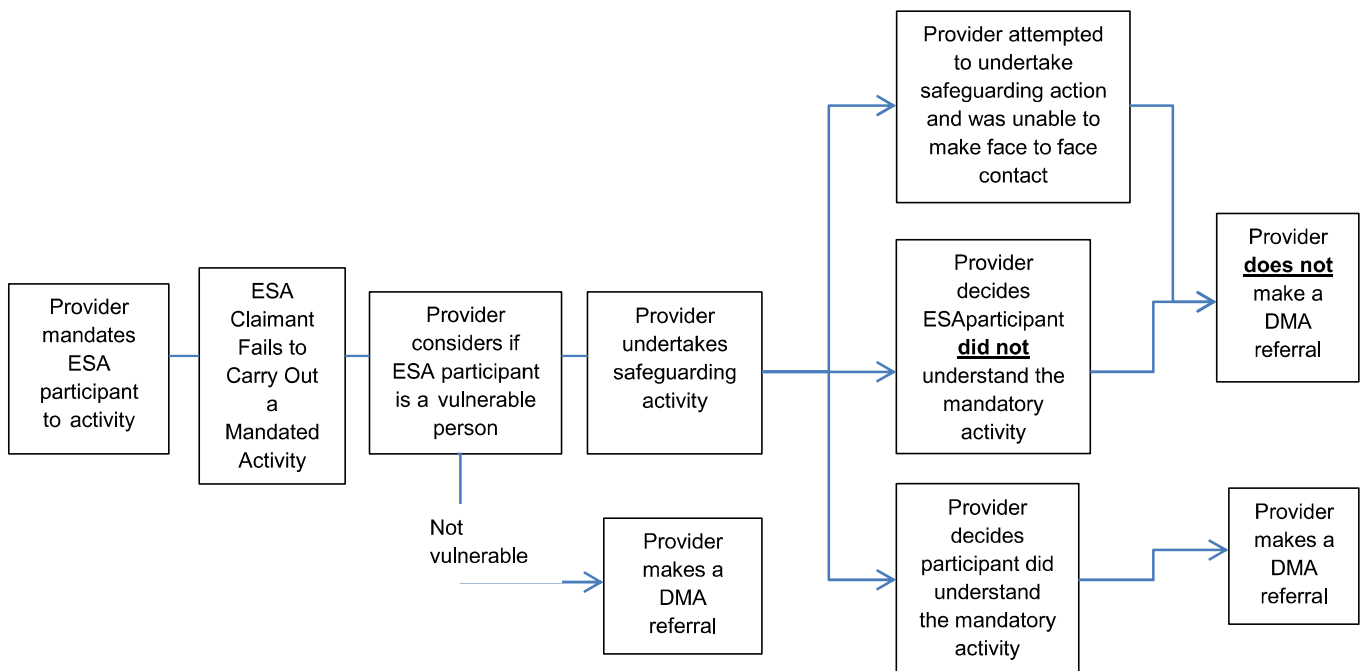 Provider
mandates
ESA
participant
to activity
ESA
Claimant
Fails to
Carry Out
a
Mandated
Activity
Provider
considers if
ESA participant
is a vulnerable
person
Not
vulnerable
Provider
makes a
DMA
referral
Provider
undertakes
safeguarding
activity
Provider attempted
to undertake
safeguarding action
and was unable to
make face to face
contact
Provider
decides
ESAparticipant
did not
understand the
mandatory
activity
Provider
does not
make a
DMA
referral
Provider
decides
participant did
understand
the mandatory
activity
Provider
makes a
DMA
referral